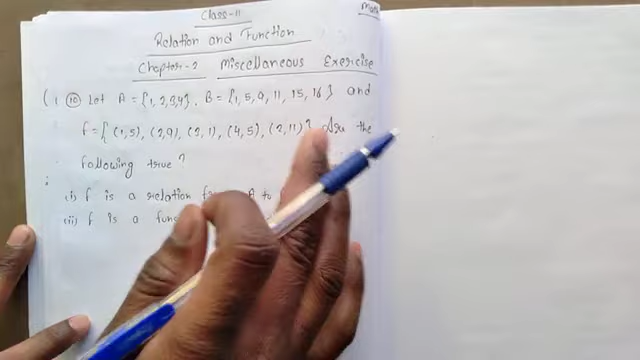 Class-11
Relation and Function
Chapter-2 Miscellaneous Exercise
(10) Let A = {1,2,3,4}, B = {1,5,9,11,15,16} and
f = { (1,5), (2,9), (3,1), (4,5), (2,11)} Are the
following true?
(i) f is a relation from A to
(ii) f is a